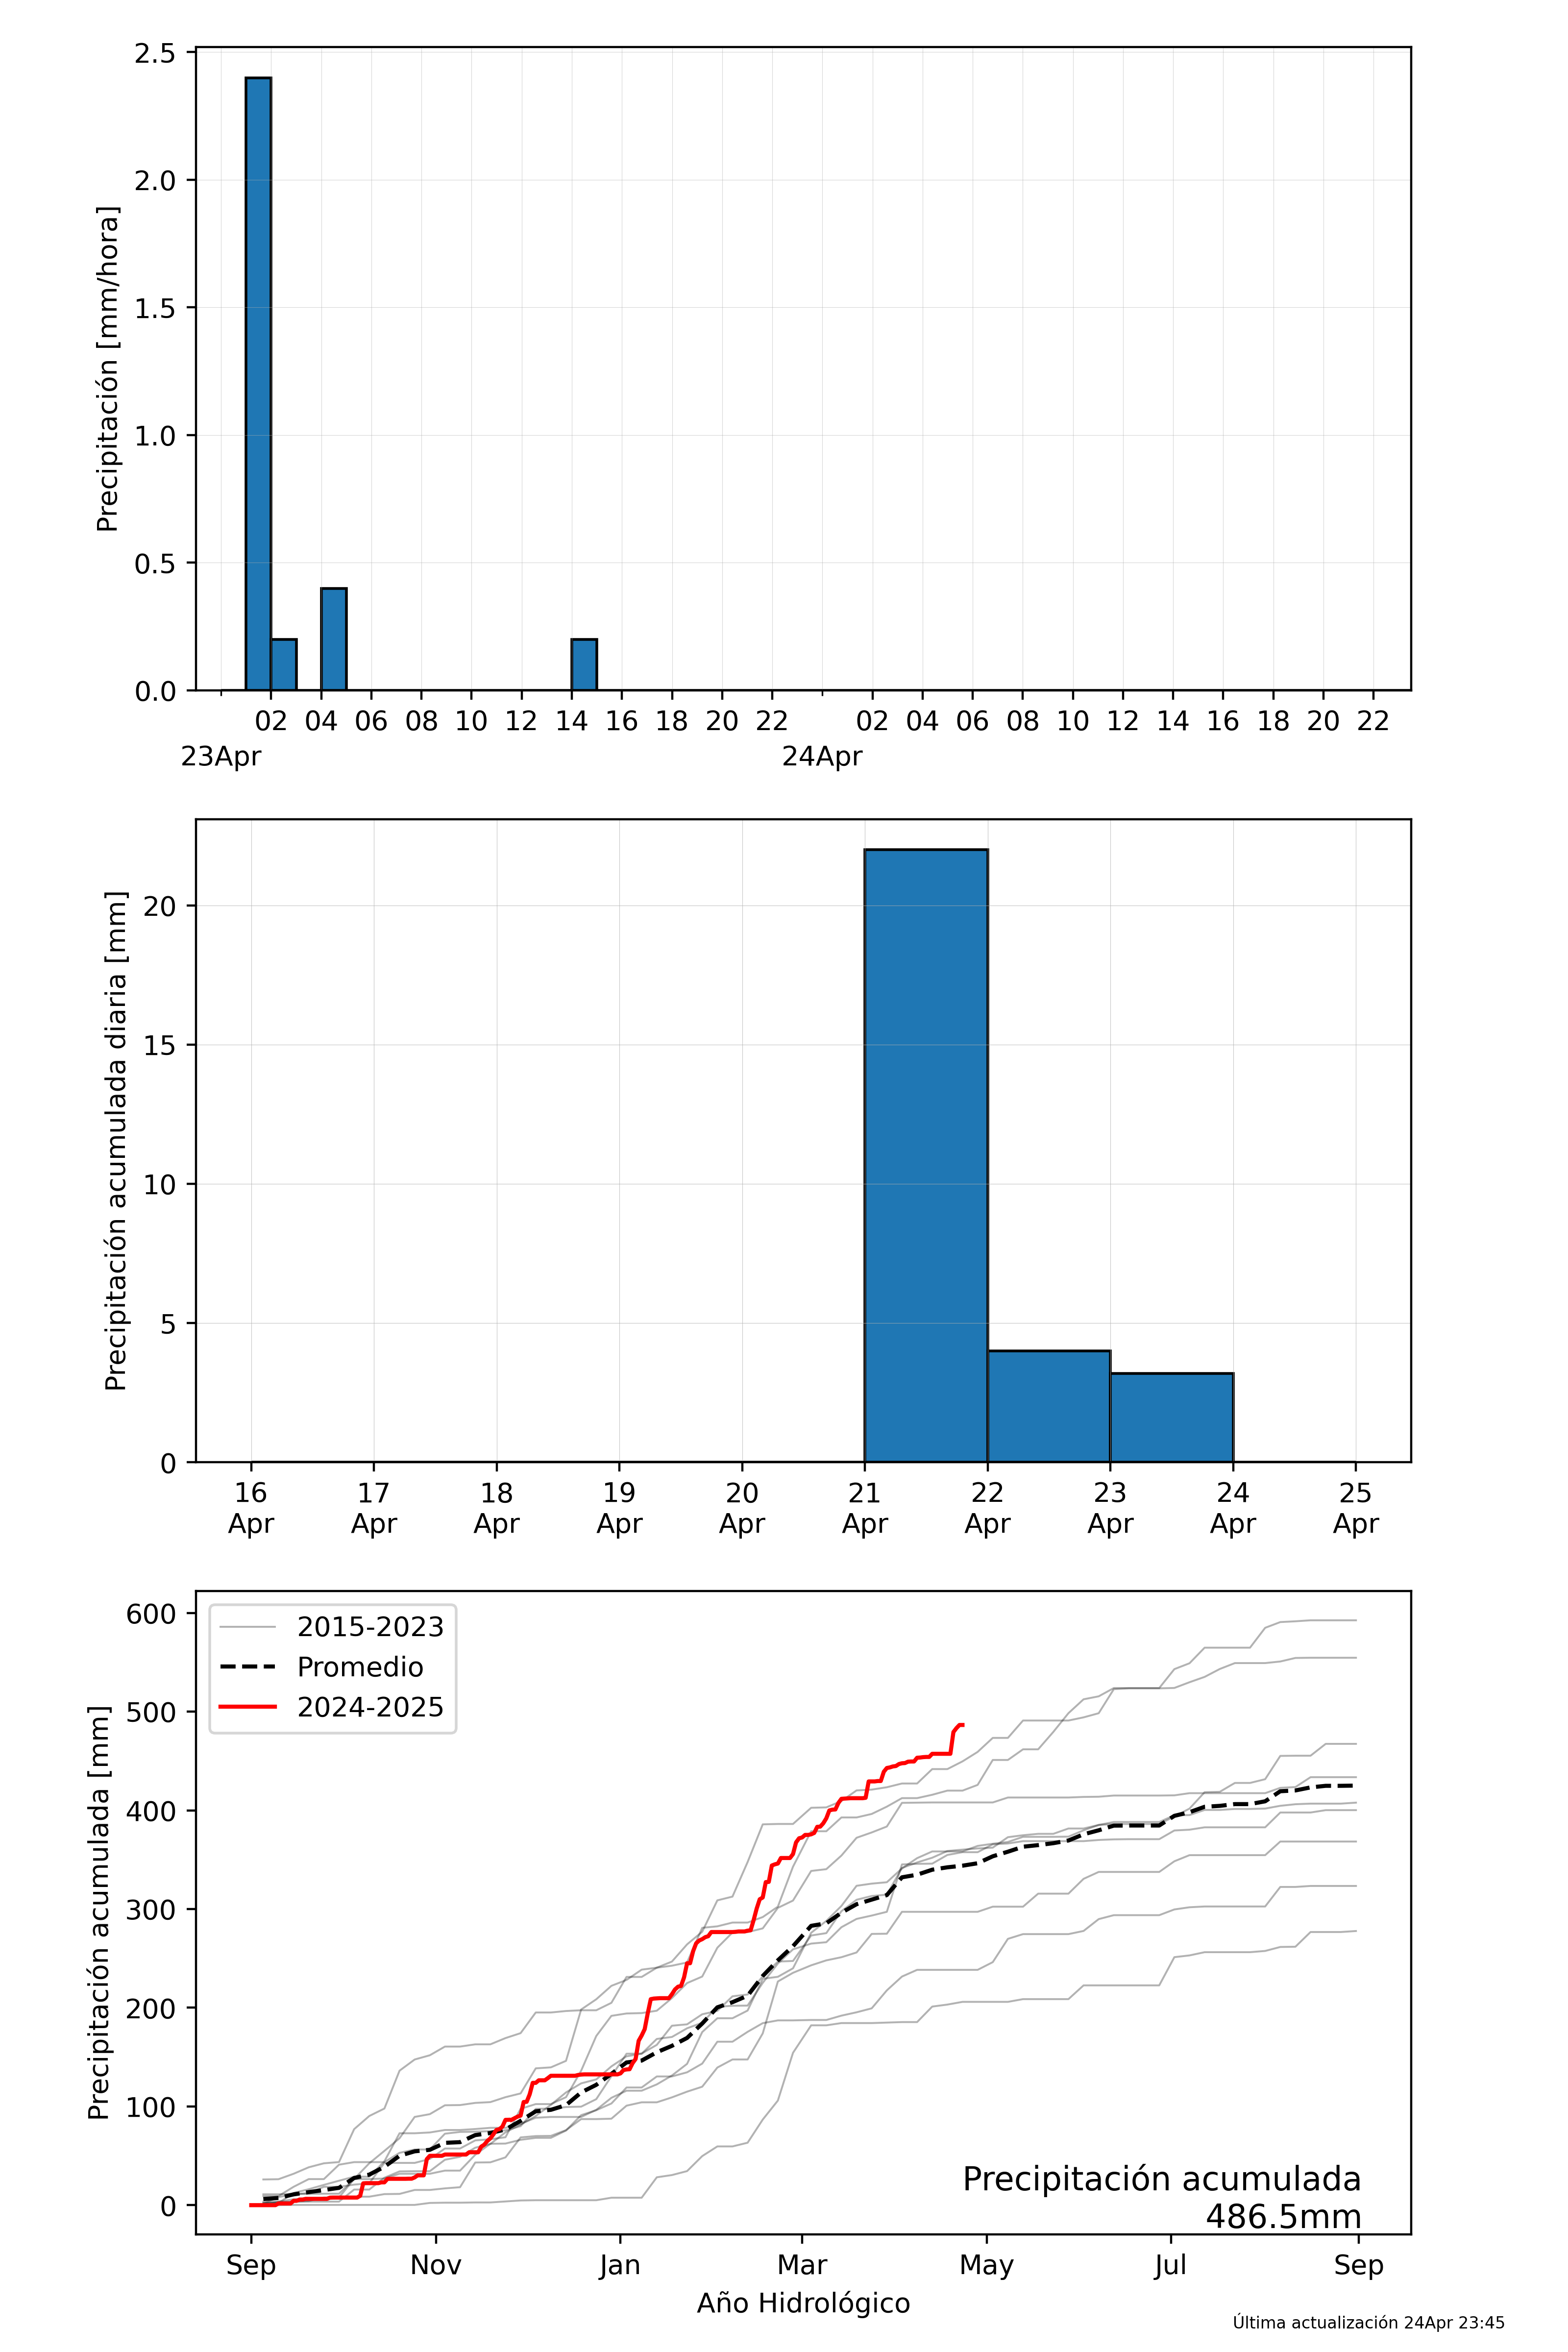 2.5
2.0
1.5
1.0
0.5
0.0
Precipitación [mm/hora]
02 04 06 08 10 12 14 16 18 20 22 02 04 06 08 10 12 14 16 18 20 22
23Apr 24Apr
20
15
10
5
0
Precipitación acumulada diaria [mm]
16 17 18 19 20 21 22 23 24 25
Apr Apr Apr Apr Apr Apr Apr Apr Apr Apr
600
500
400
300
200
100
0
Precipitación acumulada [mm]
2015-2023
Promedio
2024-2025
Precipitación acumulada
486.5mm
Sep Nov Jan Mar May Jul Sep
Año Hidrológico
Última actualización 24Apr 23:45